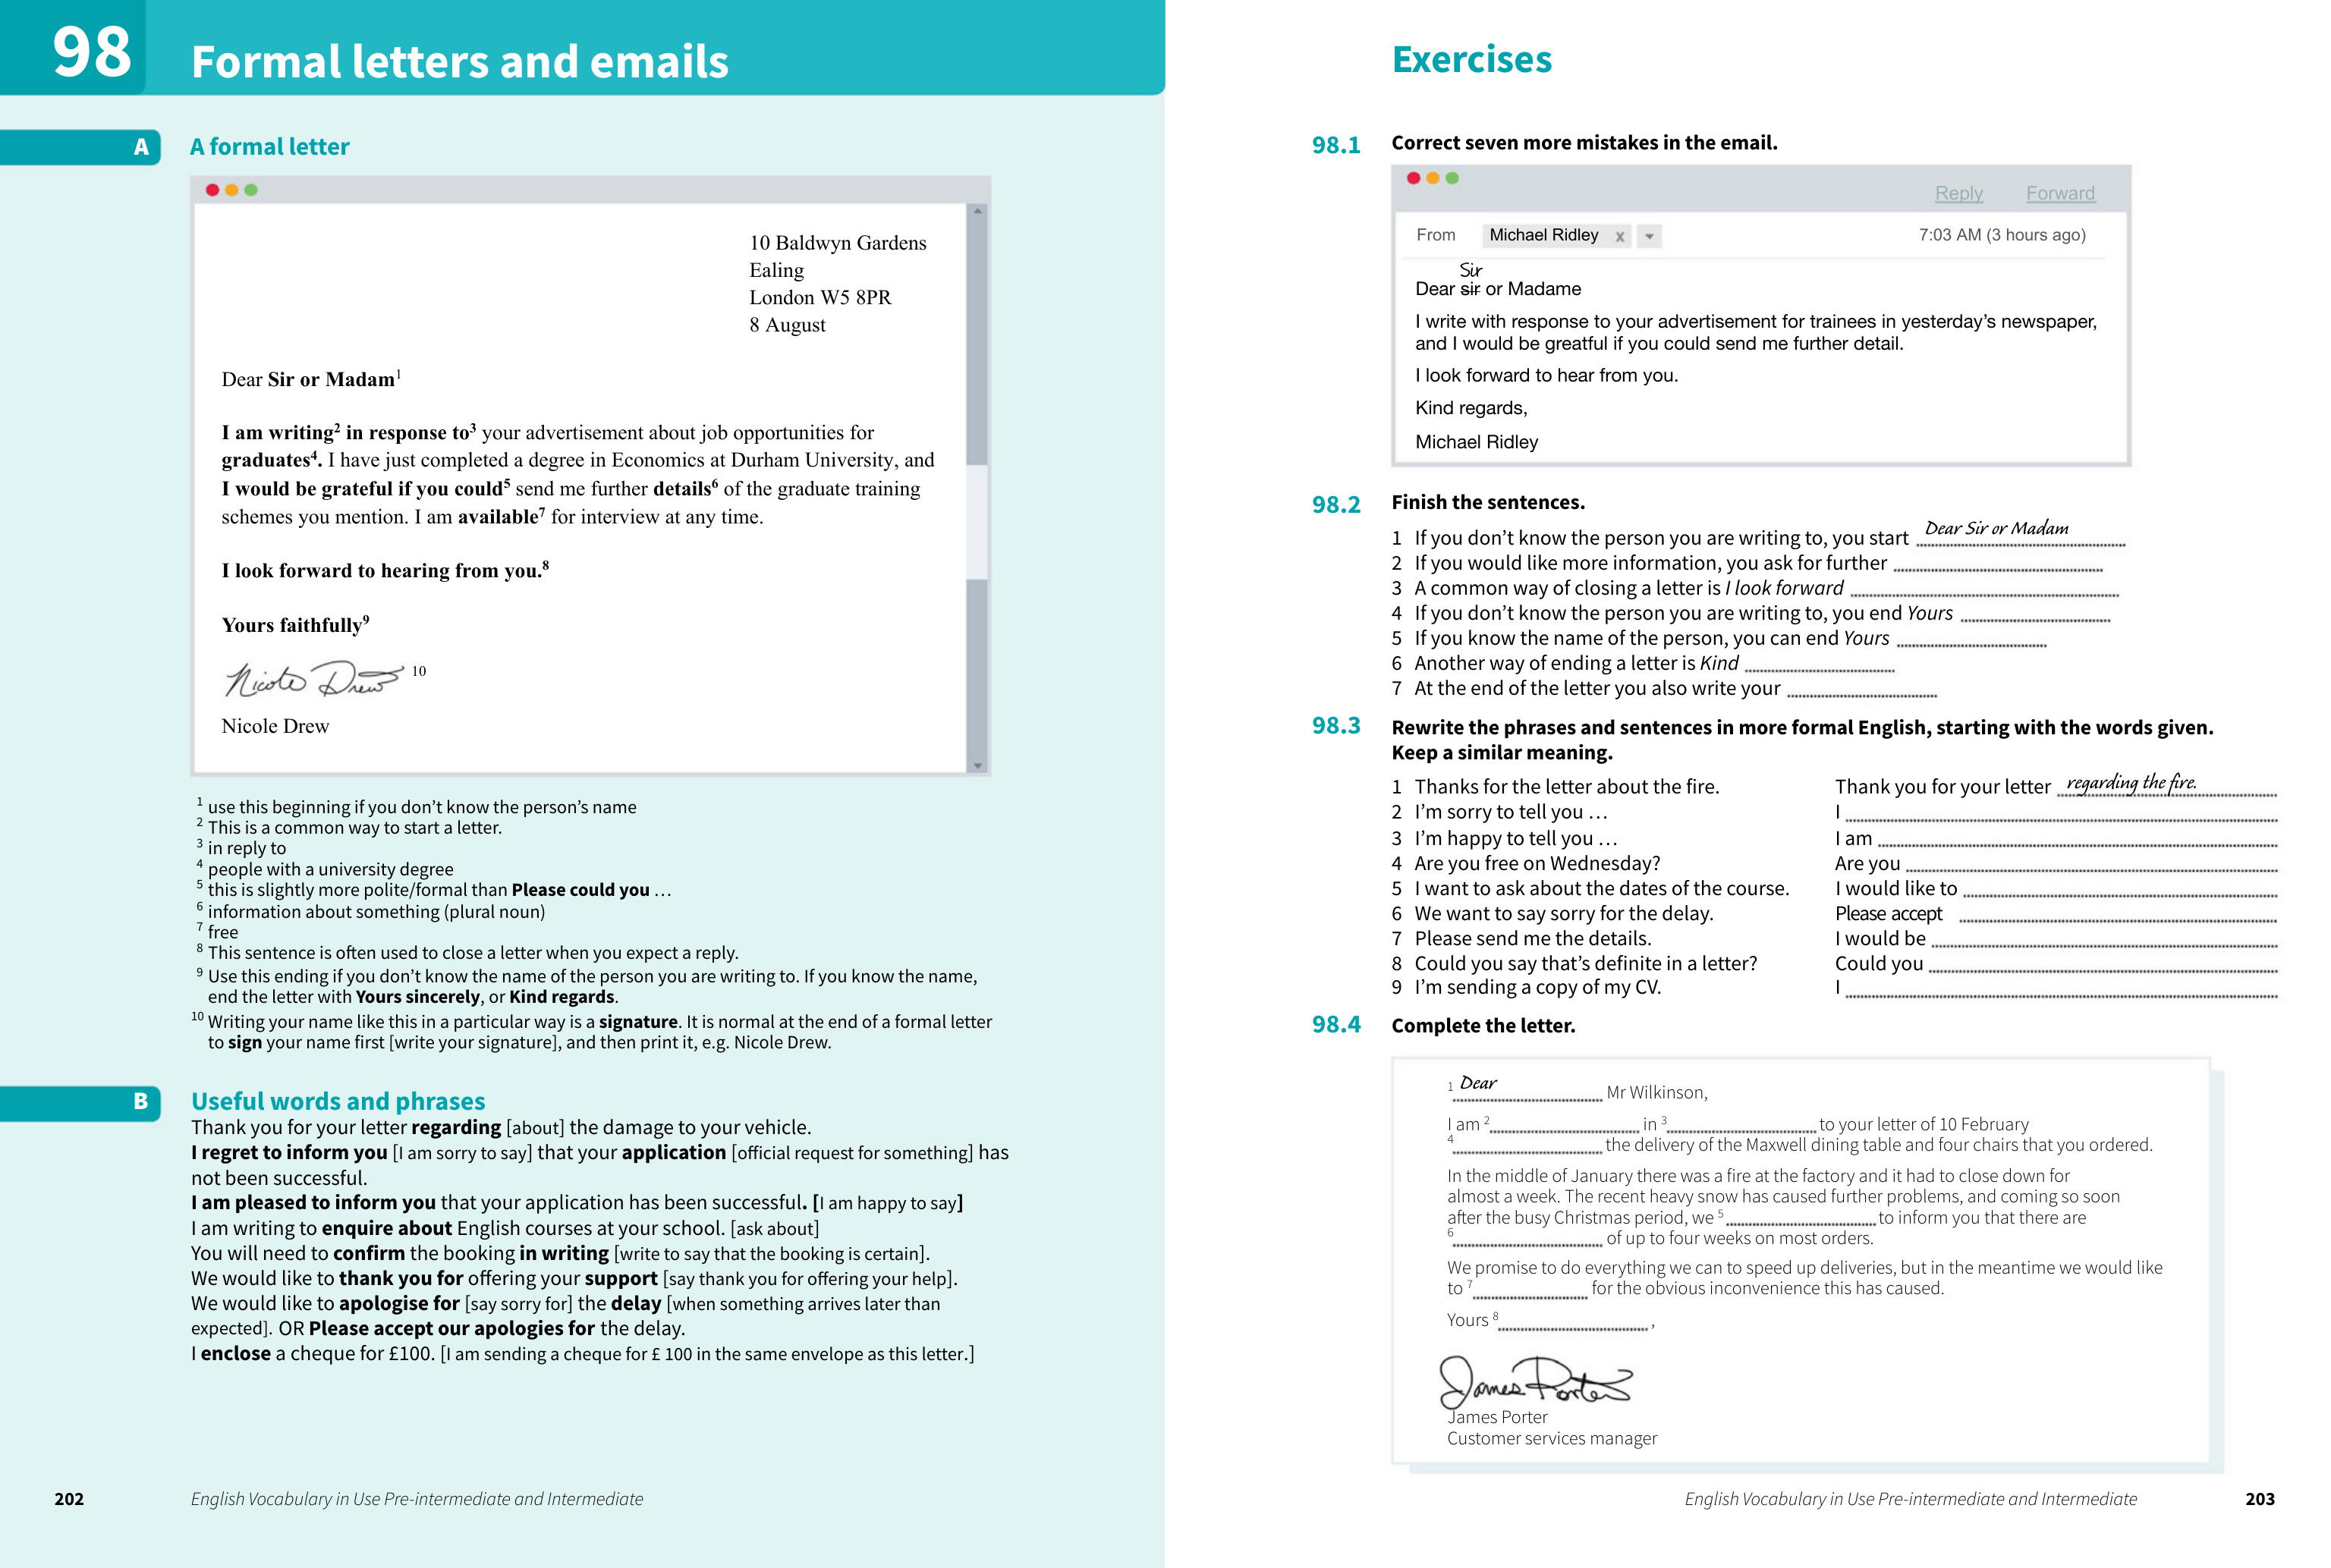 98
Formal letters and emails
A
A formal letter
10 Baldwyn Gardens
Ealing
London W5 8PR
8 August
Dear Sir or Madam1
I am writing2 in response to3 your advertisement about job opportunities for
graduates4. I have just completed a degree in Economics at Durham University, and
I would be grateful if you could5 send me further details6 of the graduate training
schemes you mention. I am available7 for interview at any time.
I look forward to hearing from you.8
Yours faithfully9
Nicole Drew 10
Nicole Drew
1 use this beginning if you don't know the person's name
2 This is a common way to start a letter.
3 in reply to
4 people with a university degree
5 this is slightly more polite/formal than Please could you …
6 information about something (plural noun)
7 free
8 This sentence is often used to close a letter when you expect a reply.
9 Use this ending if you don't know the name of the person you are writing to. If you know the name,
end the letter with Yours sincerely, or Kind regards.
10 Writing your name like this in a particular way is a signature. It is normal at the end of a formal letter
to sign your name first [write your signature], and then print it, e.g. Nicole Drew.
B
Useful words and phrases
Thank you for your letter regarding [about] the damage to your vehicle.
I regret to inform you [I am sorry to say] that your application [official request for something] has
not been successful.
I am pleased to inform you that your application has been successful. [I am happy to say]
I am writing to enquire about English courses at your school. [ask about]
You will need to confirm the booking in writing [write to say that the booking is certain].
We would like to thank you for offering your support [say thank you for offering your help].
We would like to apologise for [say sorry for] the delay [when something arrives later than
expected]. OR Please accept our apologies for the delay.
I enclose a cheque for £100. [I am sending a cheque for £ 100 in the same envelope as this letter.]
202
English Vocabulary in Use Pre-intermediate and Intermediate
Exercises
98.1 Correct seven more mistakes in the email.
Reply Forward
From Michael Ridley x 7:03 AM (3 hours ago)
Sir
Dear sir or Madame
I write with response to your advertisement for trainees in yesterday's newspaper,
and I would be greatful if you could send me further detail.
I look forward to hear from you.
Kind regards,
Michael Ridley
98.2 Finish the sentences.
1 If you don't know the person you are writing to, you start Dear Sir or Madam
2 If you would like more information, you ask for further
3 A common way of closing a letter is I look forward
4 If you don't know the person you are writing to, you end Yours
5 If you know the name of the person, you can end Yours
6 Another way of ending a letter is Kind
7 At the end of the letter you also write your
98.3 Rewrite the phrases and sentences in more formal English, starting with the words given.
Keep a similar meaning.
1 Thanks for the letter about the fire. Thank you for your letter regarding the fire.
2 I'm sorry to tell you … I
3 I'm happy to tell you … I am
4 Are you free on Wednesday? Are you
5 I want to ask about the dates of the course. I would like to
6 We want to say sorry for the delay. Please accept
7 Please send me the details. I would be
8 Could you say that's definite in a letter? Could you
9 I'm sending a copy of my CV. I
98.4 Complete the letter.
1 Dear Mr Wilkinson,
I am 2 in 3 to your letter of 10 February
4 the delivery of the Maxwell dining table and four chairs that you ordered.
In the middle of January there was a fire at the factory and it had to close down for
almost a week. The recent heavy snow has caused further problems, and coming so soon
after the busy Christmas period, we 5 to inform you that there are
6 of up to four weeks on most orders.
We promise to do everything we can to speed up deliveries, but in the meantime we would like
to 7 for the obvious inconvenience this has caused.
Yours 8 ,
James Porter
James Porter
Customer services manager
English Vocabulary in Use Pre-intermediate and Intermediate
203